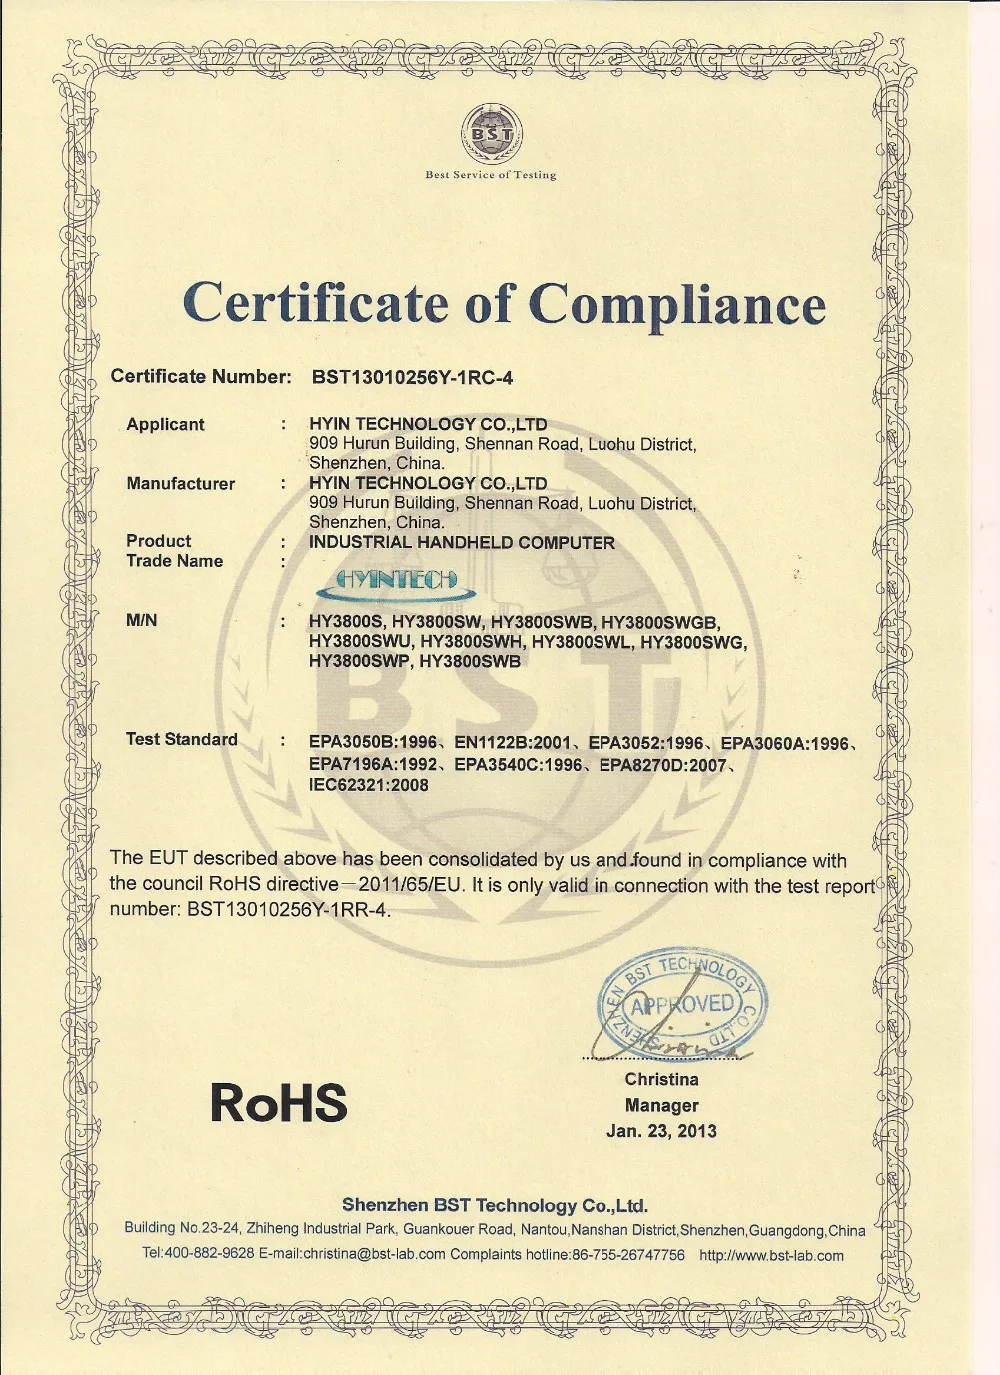 BST
Best Service of Testing
Certificate of Compliance
Certificate Number: BST13010256Y-1RC-4
Applicant : HYIN TECHNOLOGY CO.,LTD
909 Hurun Building, Shennan Road, Luohu District,
Shenzhen, China.
Manufacturer : HYIN TECHNOLOGY CO.,LTD
909 Hurun Building, Shennan Road, Luohu District,
Shenzhen, China.
Product : INDUSTRIAL HANDHELD COMPUTER
Trade Name :
HYINTECH
M/N : HY3800S, HY3800SW, HY3800SWB, HY3800SWGB,
HY3800SWU, HY3800SWH, HY3800SWL, HY3800SWG,
HY3800SWP, HY3800SWB
BST
Test Standard : EPA3050B:1996、EN1122B:2001、EPA3052:1996、EPA3060A:1996、
EPA7196A:1992、EPA3540C:1996、EPA8270D:2007、
IEC62321:2008
The EUT described above has been consolidated by us and found in compliance with
the council RoHS directive—2011/65/EU. It is only valid in connection with the test report
number: BST13010256Y-1RR-4.
SHENZHEN BST TECHNOLOGY CO.,LTD
APPROVED
Christina
Christina
Manager
Jan. 23, 2013
RoHS
Shenzhen BST Technology Co.,Ltd.
Building No.23-24, Zhiheng Industrial Park, Guankouer Road, Nantou,Nanshan District,Shenzhen,Guangdong,China
Tel:400-882-9628 E-mail:christina@bst-lab.com Complaints hotline:86-755-26747756 http://www.bst-lab.com